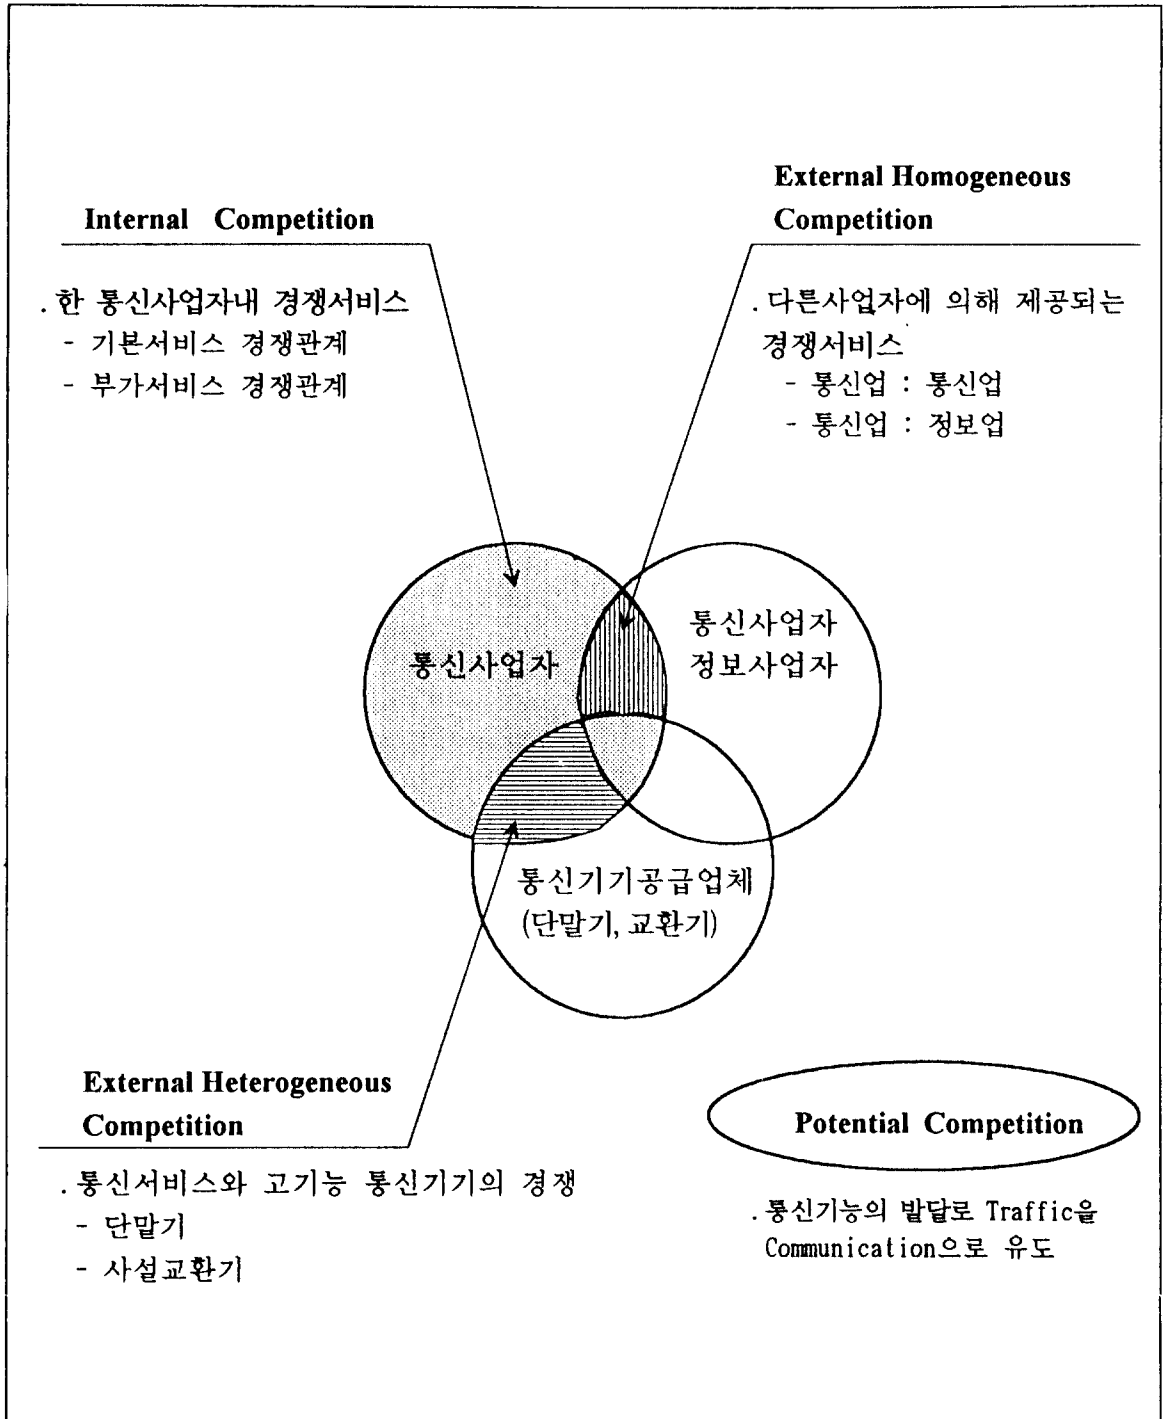 Internal Competition
. 한 통신사업자내 경쟁서비스
- 기본서비스 경쟁관계
- 부가서비스 경쟁관계
External Homogeneous
Competition
. 다른사업자에 의해 제공되는
경쟁서비스
- 통신업 : 통신업
- 통신업 : 정보업
통신사업자
통신사업자
정보사업자
통신기기공급업체
(단말기, 교환기)
External Heterogeneous
Competition
. 통신서비스와 고기능 통신기기의 경쟁
- 단말기
- 사설교환기
Potential Competition
. 통신기능의 발달로 Traffic을
Communication으로 유도